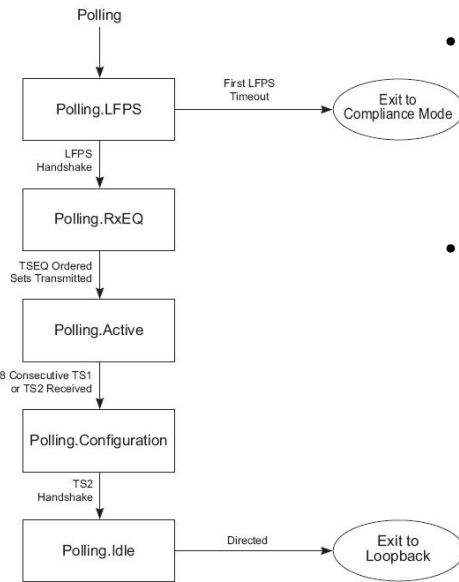 Polling
Polling.LFPS
First LFPS
Timeout
Exit to
Compliance Mode
LFPS
Handshake
Polling.RxEQ
TSEQ Ordered
Sets Transmitted
Polling.Active
8 Consecutive TS1
or TS2 Received
Polling.Configuration
TS2
Handshake
Polling.Idle
Directed
Exit to
Loopback